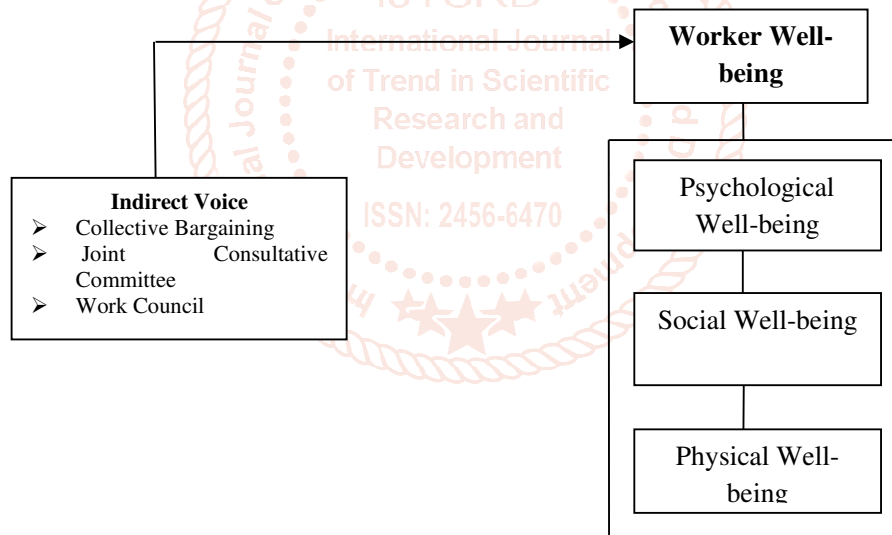 International Journal
of Trend in Scientific
Research and
Development
ISSN: 2456-6470
Worker Well-
being
Indirect Voice
➢ Collective Bargaining
➢ Joint Consultative
Committee
➢ Work Council
Psychological
Well-being
Social Well-being
Physical Well-
being